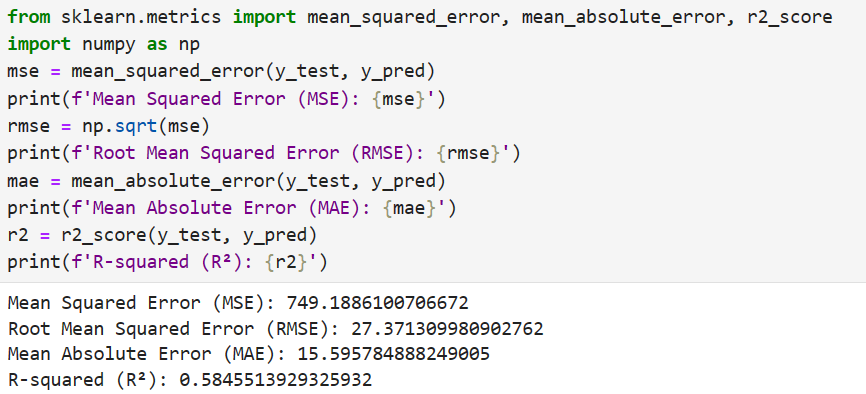 from sklearn.metrics import mean_squared_error, mean_absolute_error, r2_score
import numpy as np
mse = mean_squared_error(y_test, y_pred)
print(f'Mean Squared Error (MSE): {mse}')
rmse = np.sqrt(mse)
print(f'Root Mean Squared Error (RMSE): {rmse}')
mae = mean_absolute_error(y_test, y_pred)
print(f'Mean Absolute Error (MAE): {mae}')
r2 = r2_score(y_test, y_pred)
print(f'R-squared (R²): {r2}')
Mean Squared Error (MSE): 749.1886100706672
Root Mean Squared Error (RMSE): 27.371309980902762
Mean Absolute Error (MAE): 15.595784888249005
R-squared (R²): 0.5845513929325932